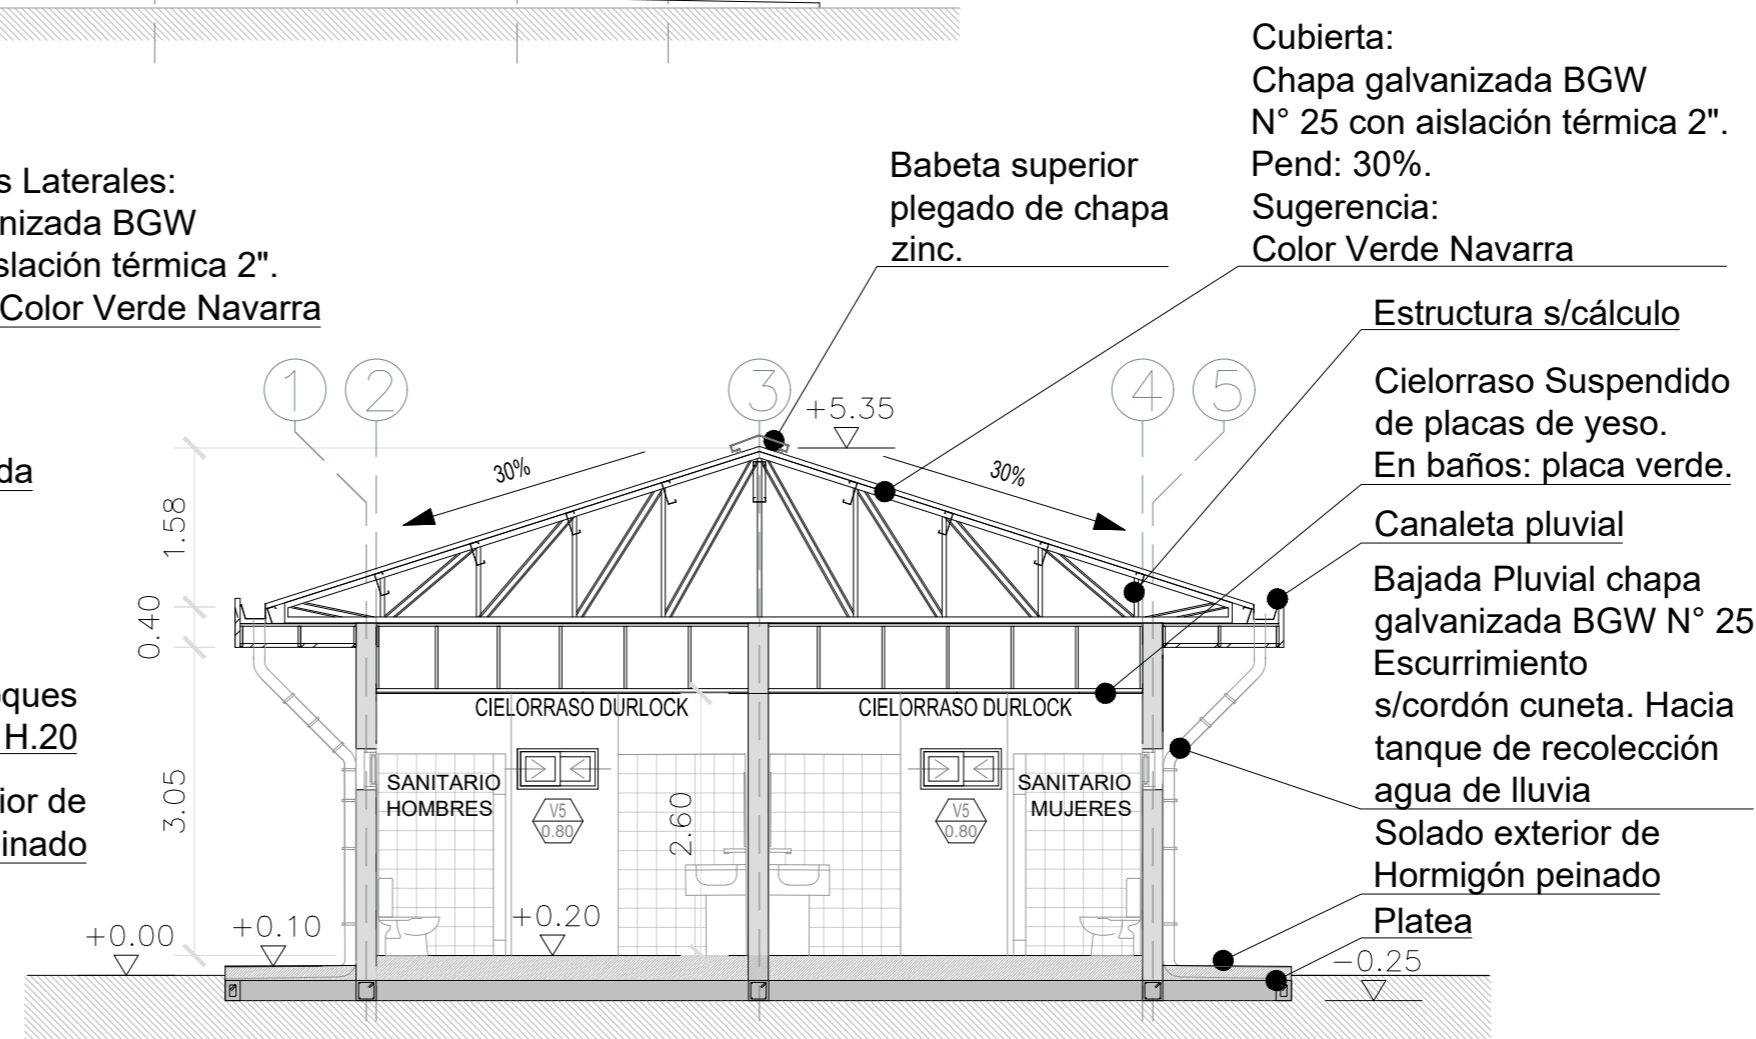 Cubierta:
Chapa galvanizada BGW
N° 25 con aislación térmica 2".
Pend: 30%.
Sugerencia:
Color Verde Navarra
Babeta superior
plegado de chapa
zinc.
s Laterales:
nizada BGW
slación térmica 2".
Color Verde Navarra
Estructura s/cálculo
Cielorraso Suspendido
de placas de yeso.
En baños: placa verde.
Canaleta pluvial
Bajada Pluvial chapa
galvanizada BGW N° 25
Escurrimiento
s/cordón cuneta. Hacia
tanque de recolección
agua de lluvia
Solado exterior de
Hormigón peinado
Platea
1
2
3
4
5
+5.35
30%
30%
da
1.58
0.40
3.05
ques
H.20
ior de
inado
CIELORRASO DURLOCK
CIELORRASO DURLOCK
SANITARIO
HOMBRES
V5
0.80
2.60
V5
0.80
SANITARIO
MUJERES
+0.00
+0.10
+0.20
-0.25